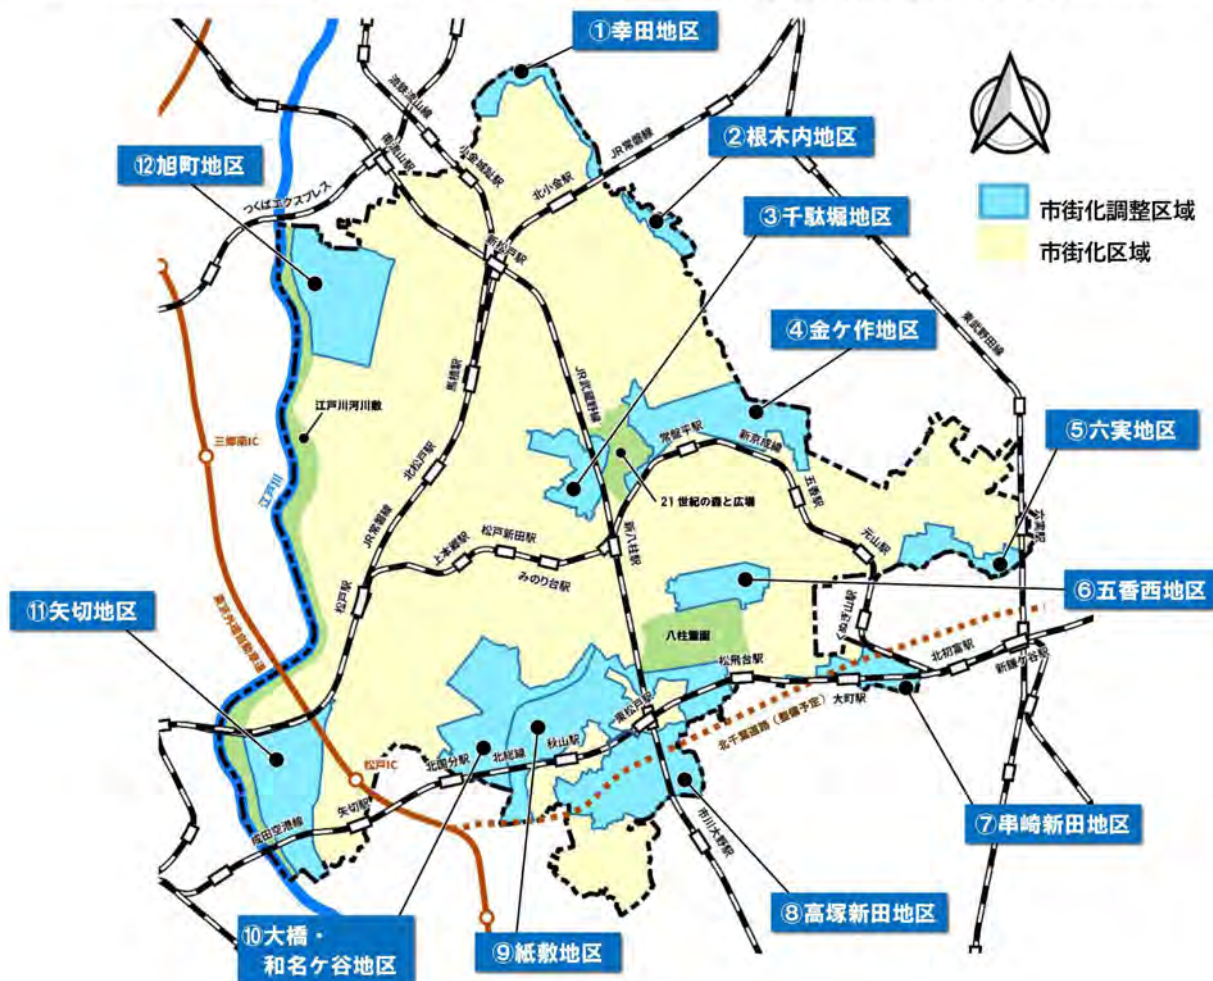 ①幸田地区
流鉄流山線
南流山駅
小金城趾駅
JR常磐線
②根木内地区
⑫旭町地区
つくばエクスプレス
北小金駅
③千駄堀地区
市街化調整区域
市街化区域
新松戸駅
④金ケ作地区
東武野田線
馬橋駅
JR武蔵野線
江戸川河川敷
三郷南IC
常盤平駅
新京成線
⑤六実地区
北松戸駅
五香駅
江戸川
21世紀の森と広場
六実駅
JR常磐線
上本郷駅
松戸新田駅
みのり台駅
新八柱駅
元山駅
松戸駅
⑥五香西地区
⑪矢切地区
東京外環自動車道
八柱霊園
くぬぎ山駅
松飛台駅
北初富駅
新鎌ケ谷駅
東松戸駅
大町駅
北千葉道路(整備予定)
松戸IC
北国分駅
北総線
秋山駅
矢切駅
成田空港線
市川大野駅
⑦串崎新田地区
⑧高塚新田地区
⑩大橋・
和名ケ谷地区
⑨紙敷地区